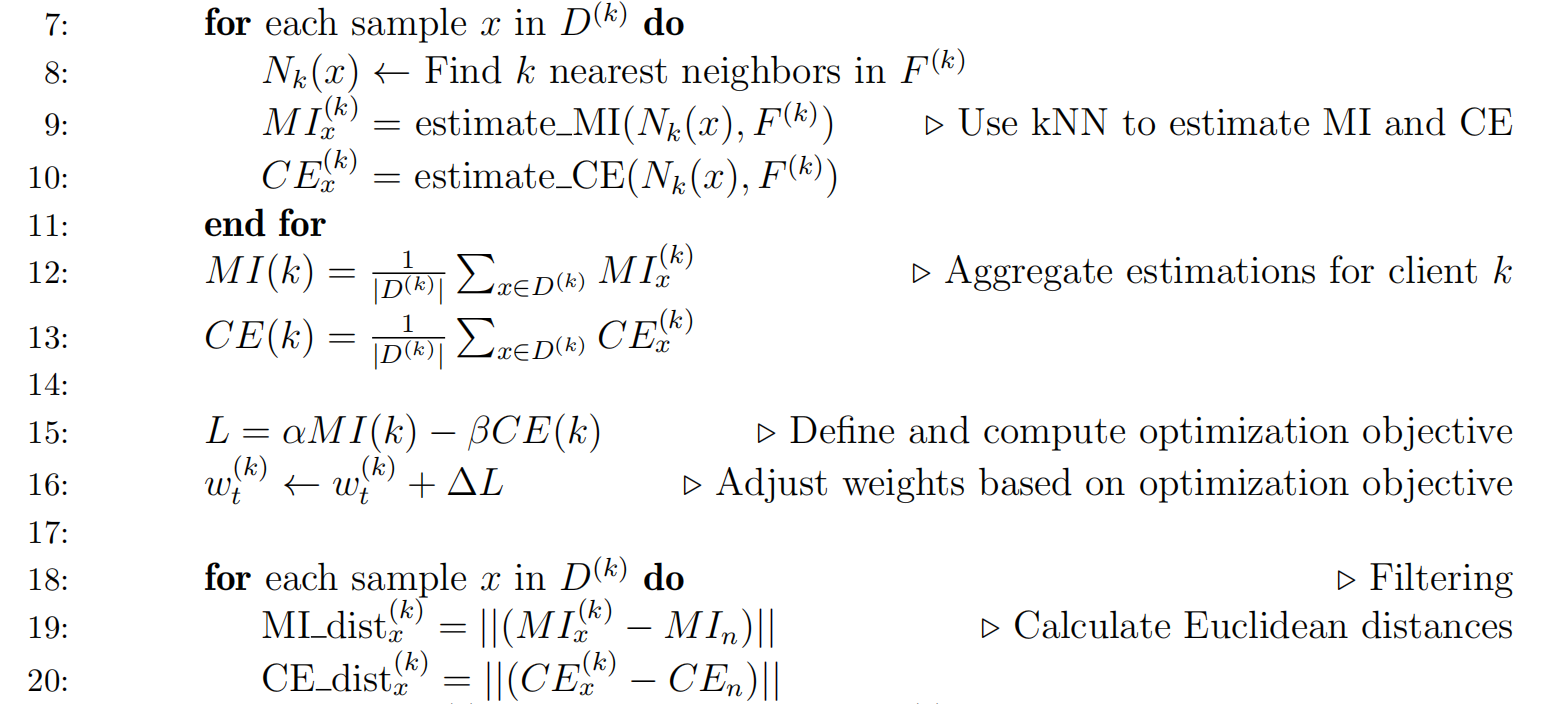 7: for each sample x in D^{(k)} do
8: N_k(x) ← Find k nearest neighbors in F^{(k)}
9: MI_x^{(k)} = estimate_MI(N_k(x), F^{(k)}) ▷ Use kNN to estimate MI and CE
10: CE_x^{(k)} = estimate_CE(N_k(x), F^{(k)})
11: end for
12: MI(k) = \frac{1}{|D^{(k)}|} ∑_{x∈D^{(k)}} MI_x^{(k)} ▷ Aggregate estimations for client k
13: CE(k) = \frac{1}{|D^{(k)}|} ∑_{x∈D^{(k)}} CE_x^{(k)}
14:
15: L = αMI(k) − βCE(k) ▷ Define and compute optimization objective
16: w_t^{(k)} ← w_t^{(k)} + ΔL ▷ Adjust weights based on optimization objective
17:
18: for each sample x in D^{(k)} do ▷ Filtering
19: MI_dist_x^{(k)} = ||(MI_x^{(k)} − MI_n)|| ▷ Calculate Euclidean distances
20: CE_dist_x^{(k)} = ||(CE_x^{(k)} − CE_n)||